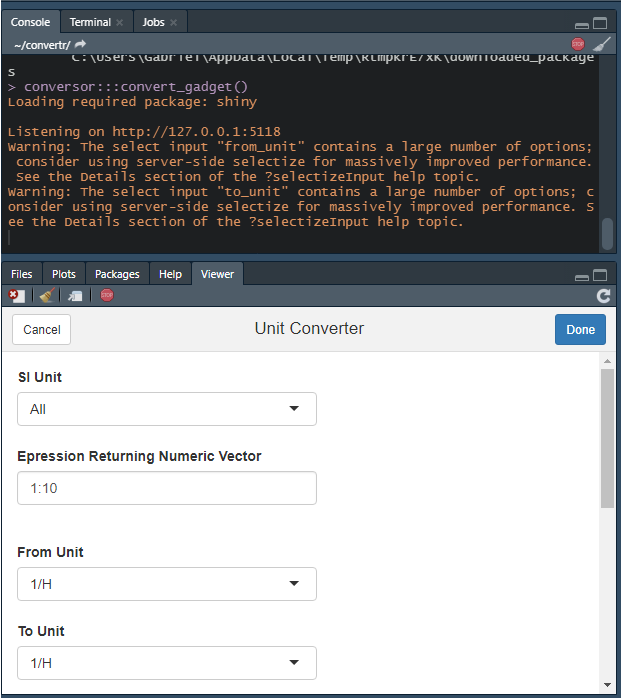 Console Terminal Jobs
~/convertr/
C:\Users\Gabriel\AppData\Local\Temp\
\downloaded_package
s
> conversor:::convert_gadget()
Loading required package: shiny
Listening on http://127.0.0.1:5118
Warning: The select input "from_unit" contains a large number of options;
consider using server-side selectize for massively improved performance.
See the Details section of the ?selectizeInput help topic.
Warning: The select input "to_unit" contains a large number of options; c
onsider using server-side selectize for massively improved performance. S
ee the Details section of the ?selectizeInput help topic.
Files Plots Packages Help Viewer
STOP
Cancel Unit Converter Done
SI Unit
All
Epression Returning Numeric Vector
1:10
From Unit
1/H
To Unit
1/H